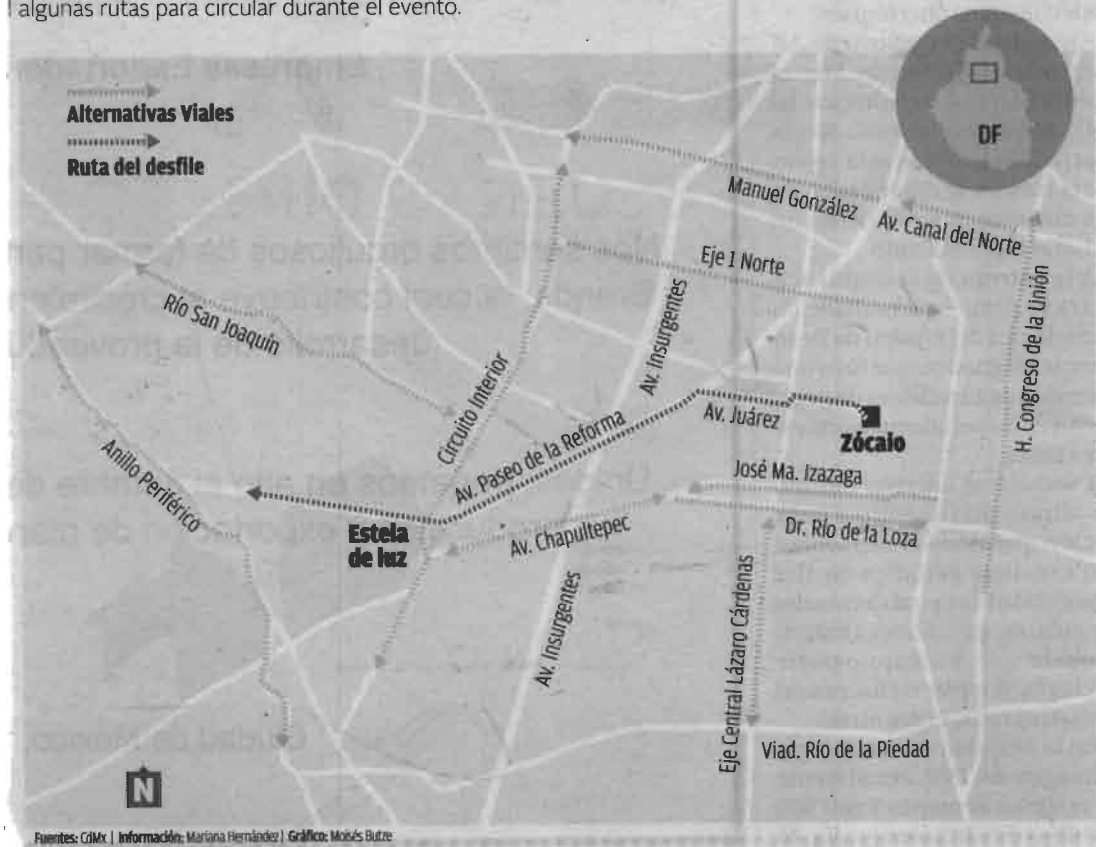 algunas rutas para circular durante el evento.
Alternativas Viales
Ruta del desfile
DF
Manuel González
Av. Canal del Norte
Eje 1 Norte
Río San Joaquín
Circuito Interior
Av. Insurgentes
H. Congreso de la Unión
Av. Juárez
Zócalo
Av. Paseo de la Reforma
Anillo Periférico
José Ma. Izazaga
Estela
de luz
Av. Chapultepec
Dr. Río de la Loza
Av. Insurgentes
Eje Central Lázaro Cárdenas
Viad. Río de la Piedad
N
Fuentes: CdMx | Información: Mariana Hernández | Gráfico: Moisés Butze